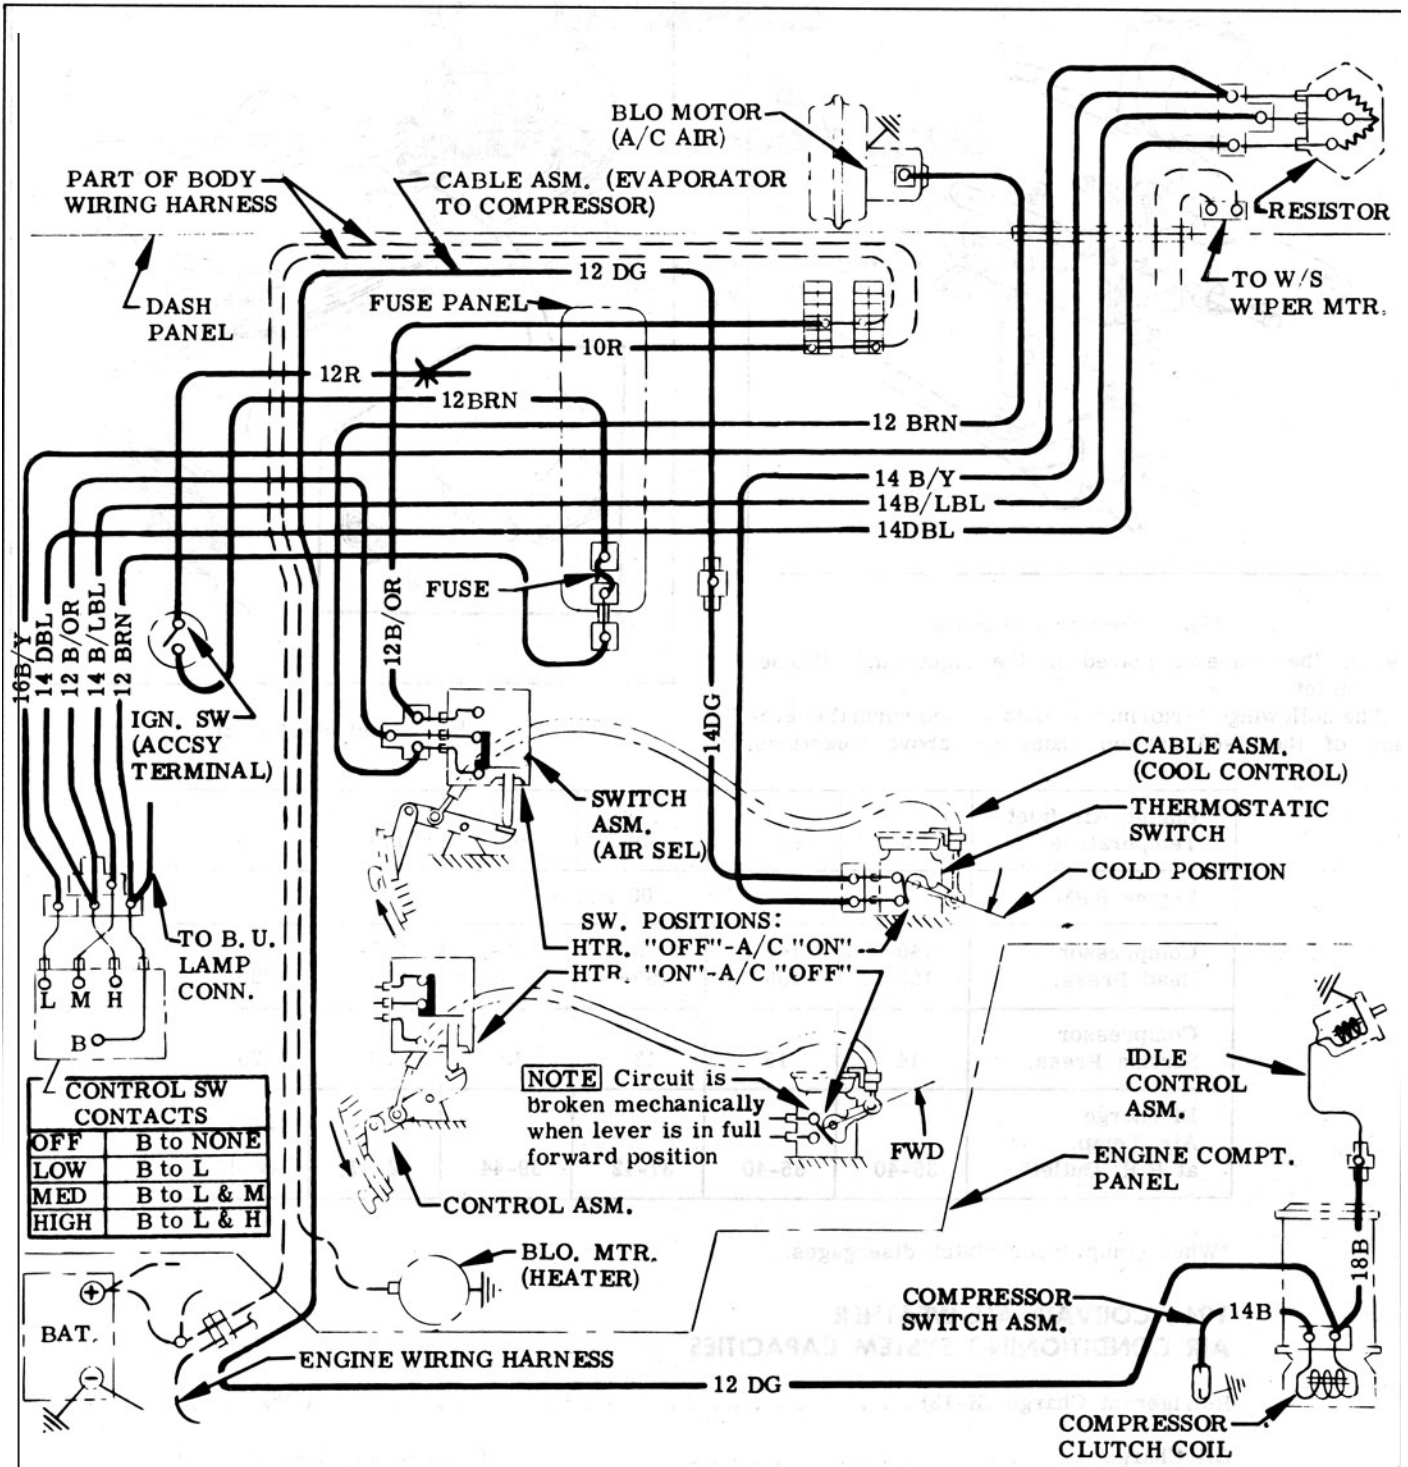 BLO MOTOR
(A/C AIR)
PART OF BODY
WIRING HARNESS
CABLE ASM. (EVAPORATOR
TO COMPRESSOR)
RESISTOR
DASH
PANEL
12 DG
FUSE PANEL
TO W/S
WIPER MTR.
10R
12R
12BRN
12 BRN
14 B/Y
14B/LBL
14DBL
FUSE
16B/Y
14 DBL
12 B/OR
14 B/LBL
12 BRN
12B/OR
14DG
IGN. SW
(ACCSY
TERMINAL)
SWITCH
ASM.
(AIR SEL)
CABLE ASM.
(COOL CONTROL)
THERMOSTATIC
SWITCH
COLD POSITION
SW. POSITIONS:
HTR. "OFF"-A/C "ON"
HTR. "ON"-A/C "OFF"
TO B. U.
LAMP
CONN.
L M H
B
CONTROL SW
CONTACTS
OFF B to NONE
LOW B to L
MED B to L & M
HIGH B to L & H
NOTE Circuit is
broken mechanically
when lever is in full
forward position
FWD
IDLE
CONTROL
ASM.
ENGINE COMPT.
PANEL
CONTROL ASM.
BLO. MTR.
(HEATER)
BAT.
ENGINE WIRING HARNESS
12 DG
COMPRESSOR
SWITCH ASM.
14B
18B
COMPRESSOR
CLUTCH COIL